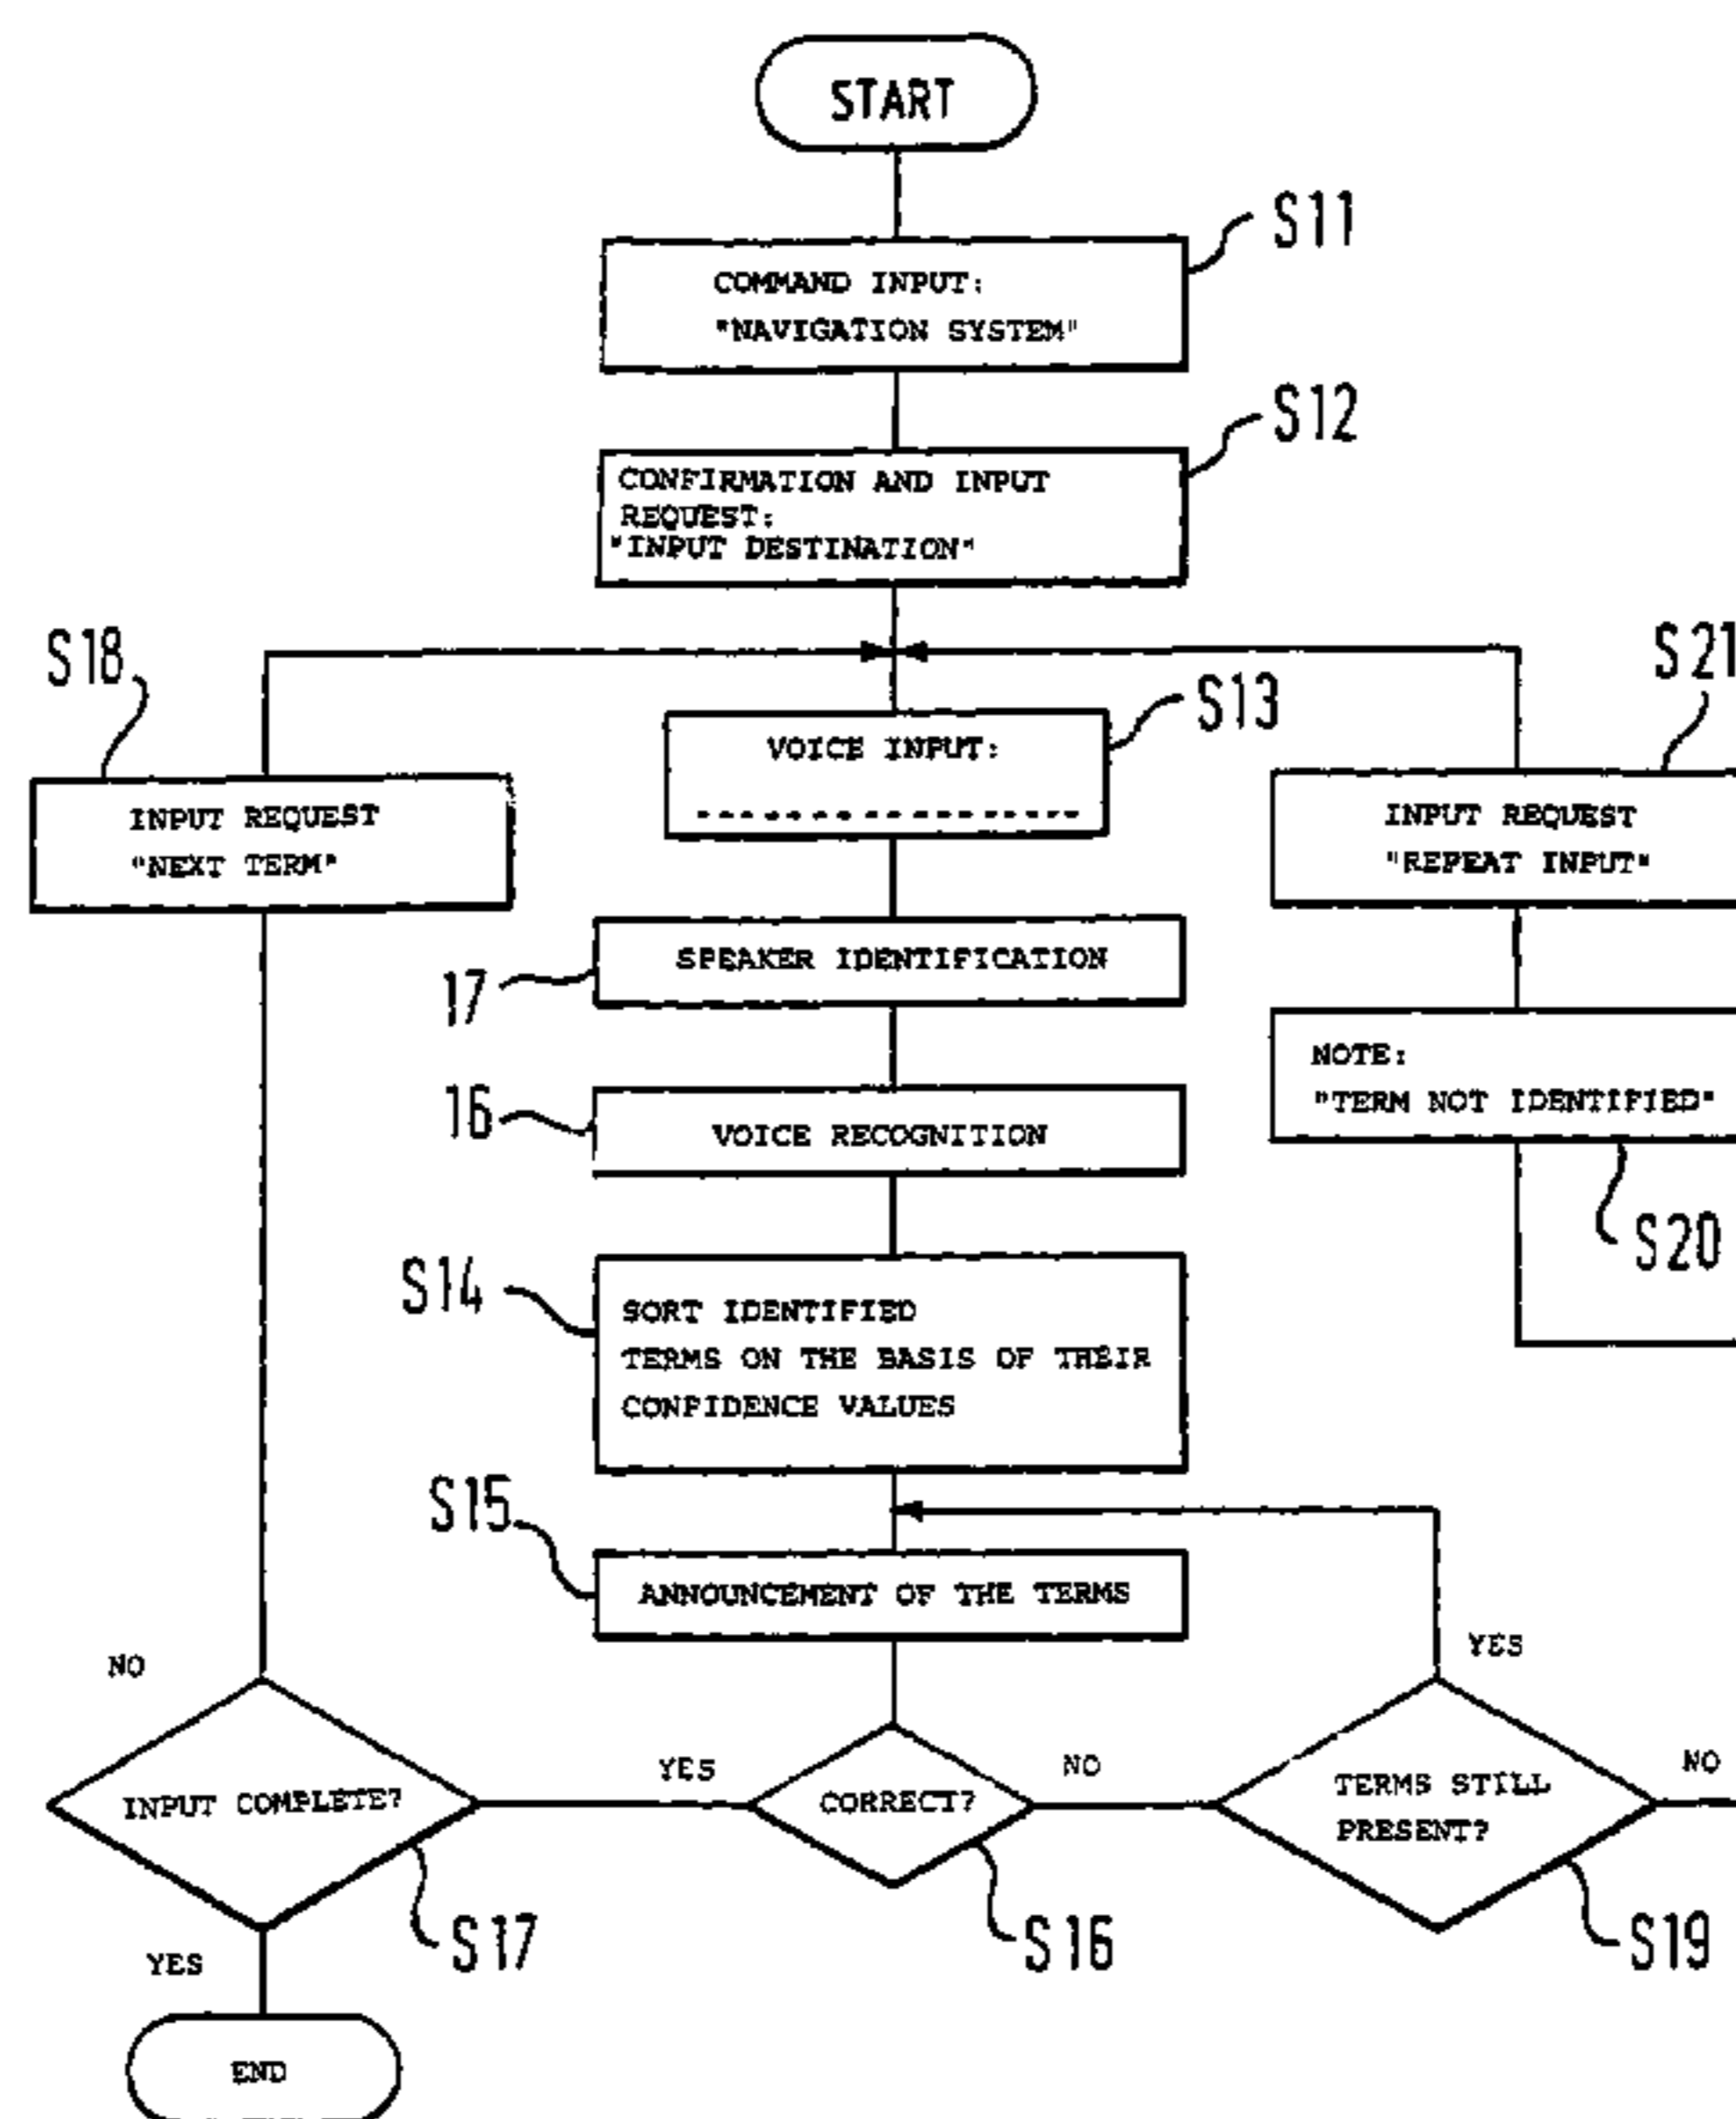 START
S11
COMMAND INPUT:
"NAVIGATION SYSTEM"
S12
CONFIRMATION AND INPUT
REQUEST:
"INPUT DESTINATION"
S18
S21
S13
VOICE INPUT:
INPUT REQUEST
"NEXT TERM"
INPUT REQUEST
"REPEAT INPUT"
17
SPEAKER IDENTIFICATION
NOTE:
"TERM NOT IDENTIFIED"
16
VOICE RECOGNITION
S20
S14
SORT IDENTIFIED
TERMS ON THE BASIS OF THEIR
CONFIDENCE VALUES
S15
ANNOUNCEMENT OF THE TERMS
NO
YES
INPUT COMPLETE?
YES
CORRECT?
NO
TERMS STILL
PRESENT?
NO
S17
S16
S19
YES
END